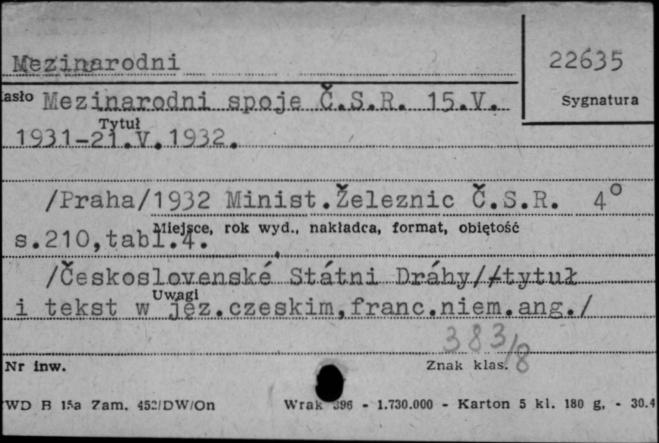 Mezinarodni
22635
asło Mezinarodni spoje Č.S.R. 15.V.
Sygnatura
Tytuł
1931-21.V.1932.
/Praha/1932 Minist.Železnic Č.S.R. 4°
Miejsce, rok wyd., nakładca, format, obiętość
s.210,tabl.4.
/Československé Státni Dráhy//tytuł
Uwagi
i tekst w jęz.czeskim,franc.niem.ang./
383/8
Nr inw.
Znak klas.
WD B 15a Zam. 452/DW/On Wrak 396 - 1.730.000 - Karton 5 kl. 180 g, - 30.4